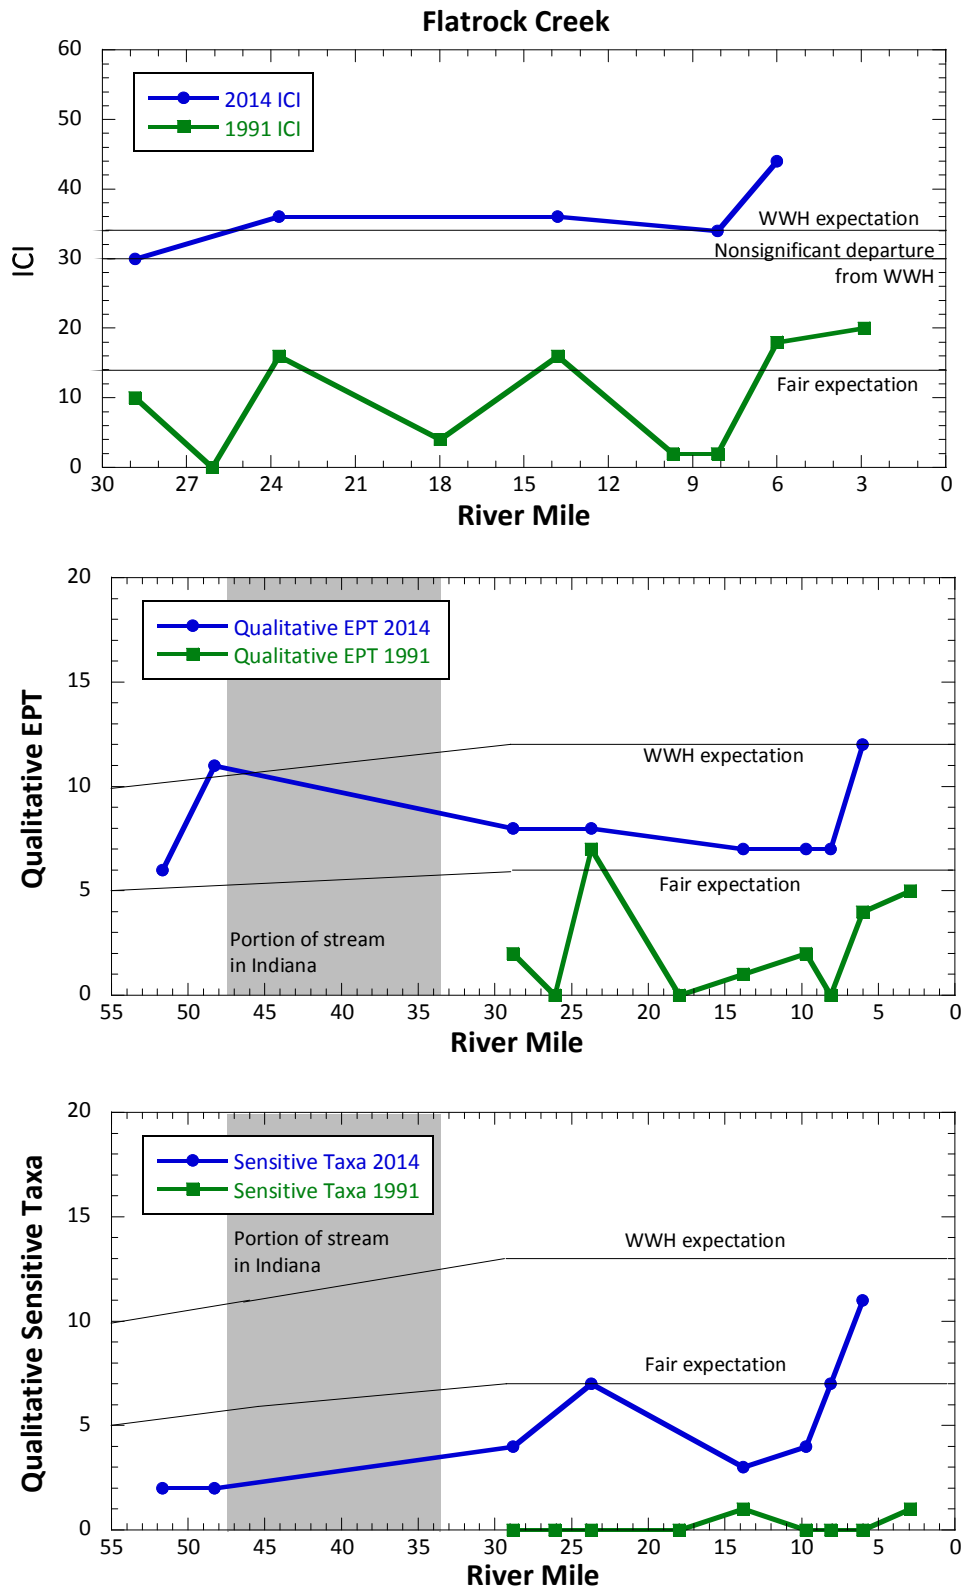 Flatrock Creek
60
50
40
30
20
10
0
ICI
2014 ICI
1991 ICI
WWH expectation
Nonsignificant departure
from WWH
Fair expectation
30 27 24 21 18 15 12 9 6 3 0
River Mile
20
15
10
5
0
Qualitative EPT
Qualitative EPT 2014
Qualitative EPT 1991
WWH expectation
Fair expectation
Portion of stream
in Indiana
55 50 45 40 35 30 25 20 15 10 5 0
River Mile
20
15
10
5
0
Qualitative Sensitive Taxa
Sensitive Taxa 2014
Sensitive Taxa 1991
Portion of stream
in Indiana
WWH expectation
Fair expectation
55 50 45 40 35 30 25 20 15 10 5 0
River Mile